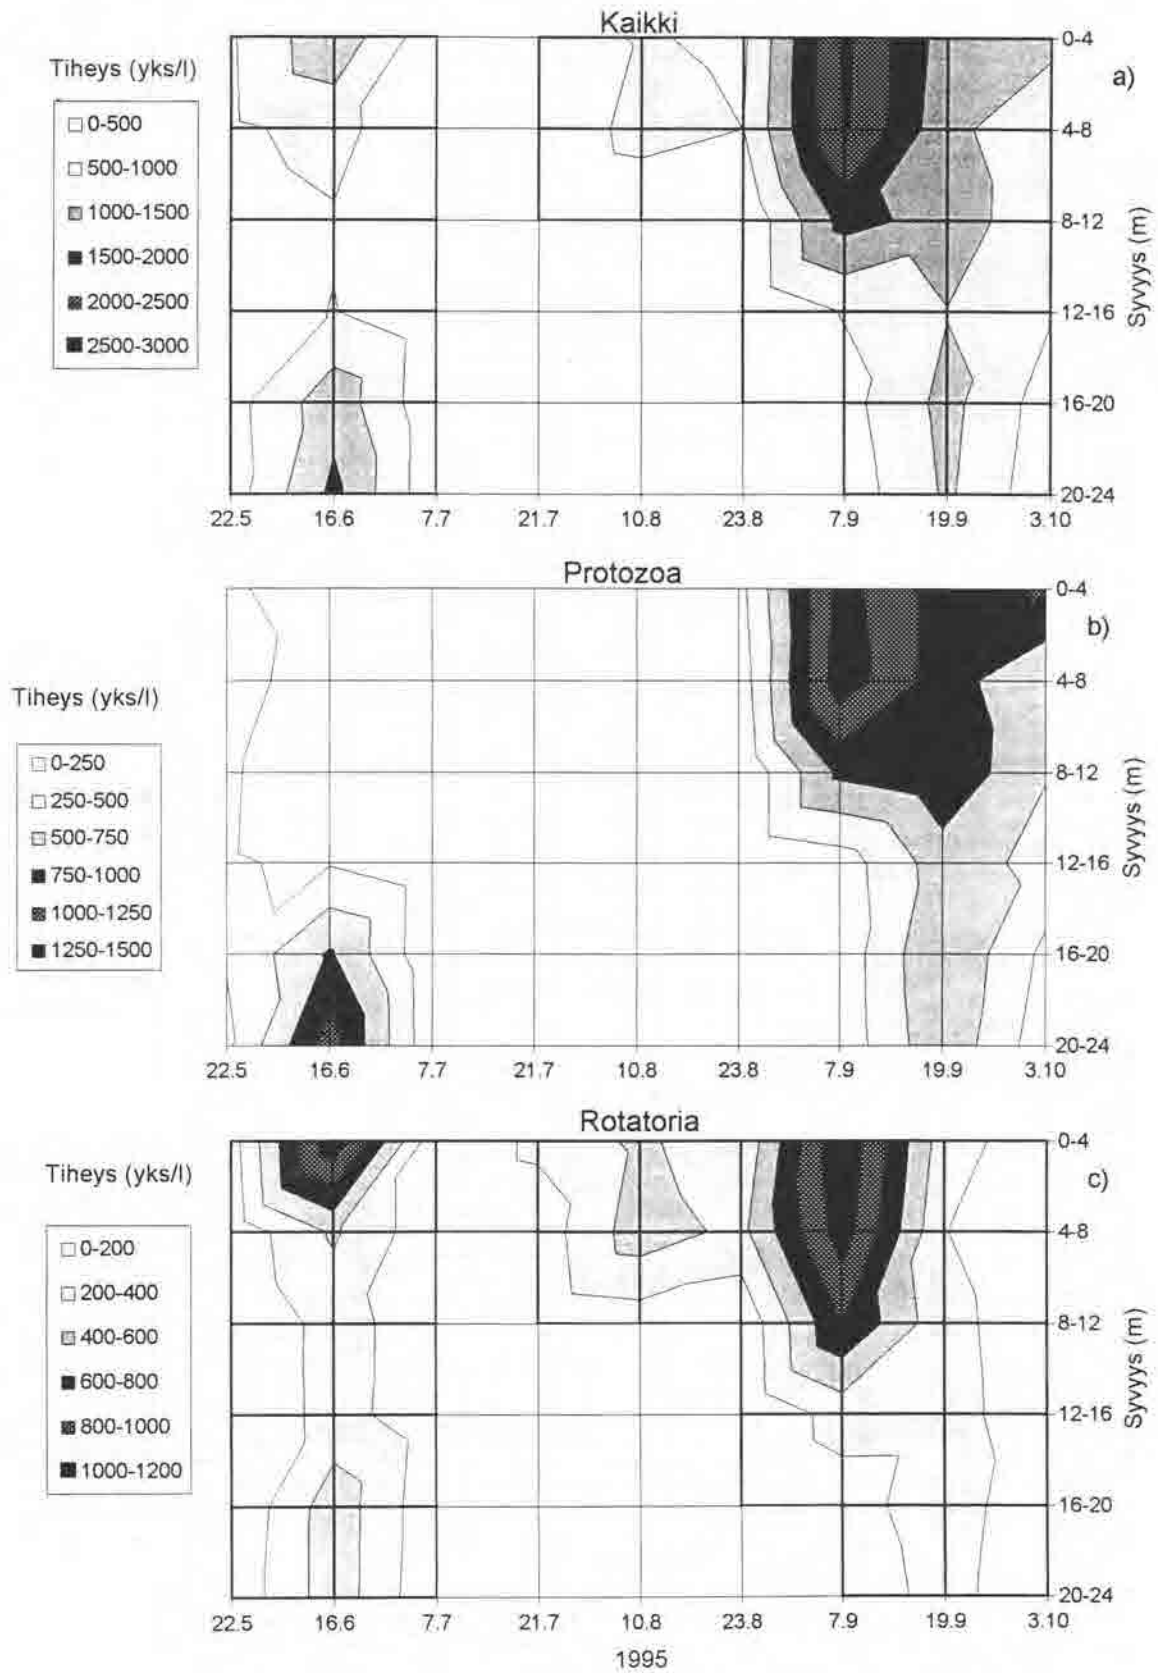 Kaikki
Tiheys (yks/l)
0-500
500-1000
1000-1500
1500-2000
2000-2500
2500-3000
a)
0-4
4-8
8-12
12-16
16-20
20-24
Syvyys (m)
22.5 16.6 7.7 21.7 10.8 23.8 7.9 19.9 3.10
Protozoa
Tiheys (yks/l)
0-250
250-500
500-750
750-1000
1000-1250
1250-1500
b)
0-4
4-8
8-12
12-16
16-20
20-24
Syvyys (m)
22.5 16.6 7.7 21.7 10.8 23.8 7.9 19.9 3.10
Rotatoria
Tiheys (yks/l)
0-200
200-400
400-600
600-800
800-1000
1000-1200
c)
0-4
4-8
8-12
12-16
16-20
20-24
Syvyys (m)
22.5 16.6 7.7 21.7 10.8 23.8 7.9 19.9 3.10
1995